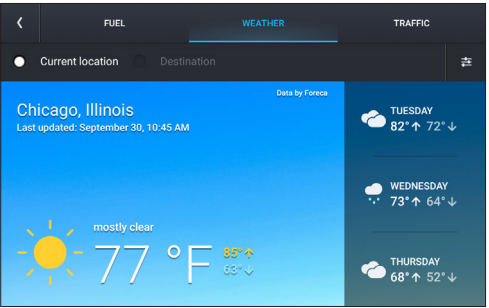 FUEL
WEATHER
TRAFFIC
Current location
Destination
Data by Foreca
Chicago, Illinois
Last updated: September 30, 10:45 AM
mostly clear
77 °F
85°↑
63°↓
TUESDAY
82°↑ 72°↓
WEDNESDAY
73°↑ 64°↓
THURSDAY
68°↑ 52°↓